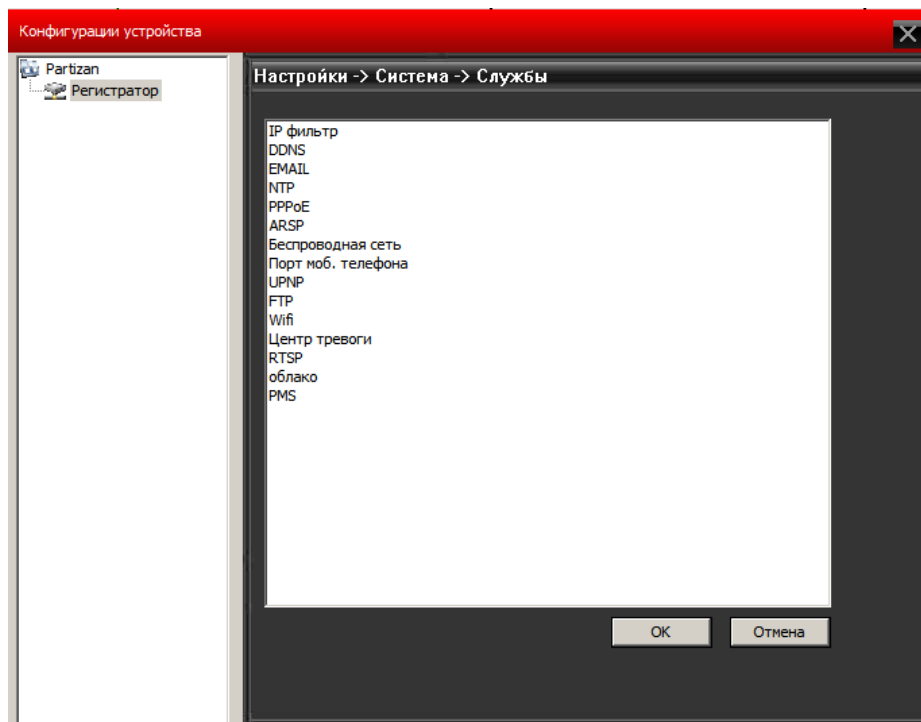 Конфигурации устройства
Partizan
Регистратор
Настройки -> Система -> Службы
IP фильтр
DDNS
EMAIL
NTP
PPPoE
ARSP
Беспроводная сеть
Порт моб. телефона
UPNP
FTP
Wifi
Центр тревоги
RTSP
облако
PMS
OK
Отмена